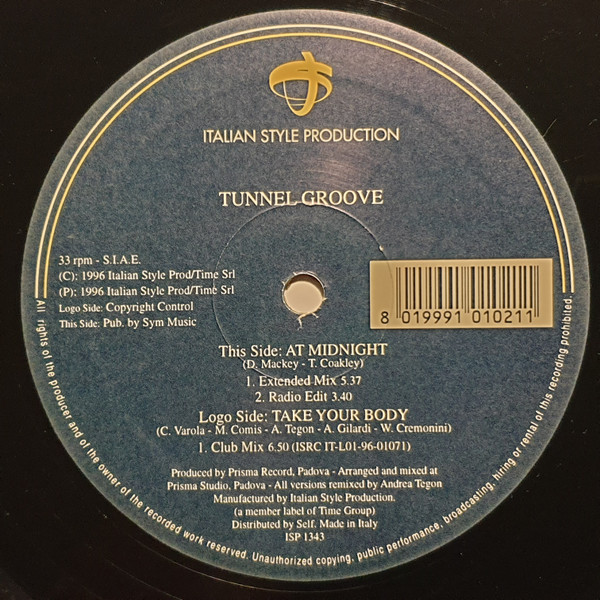 ITALIAN STYLE PRODUCTION
TUNNEL GROOVE
33 rpm - S.I.A.E.
(C): 1996 Italian Style Prod/Time Srl
(P): 1996 Italian Style Prod/Time Srl
Logo Side: Copyright Control
This Side: Pub. by Sym Music
8 019991 010211
This Side: AT MIDNIGHT
(D. Mackey - T. Coakley)
1. Extended Mix 5.37
2. Radio Edit 3.40
Logo Side: TAKE YOUR BODY
(C. Varola - M. Comis - A. Tegon - A. Gilardi - W. Cremonini)
1. Club Mix 6.50 (ISRC IT-L01-96-01071)
Produced by Prisma Record, Padova - Arranged and mixed at
Prisma Studio, Padova - All versions remixed by Andrea Tegon
Manufactured by Italian Style Production.
(a member label of Time Group)
Distributed by Self. Made in Italy
ISP 1343
All rights of the producer and of the owner of the recorded work reserved. Unauthorized copying, public performance, broadcasting, hiring or rental of this recording prohibited.